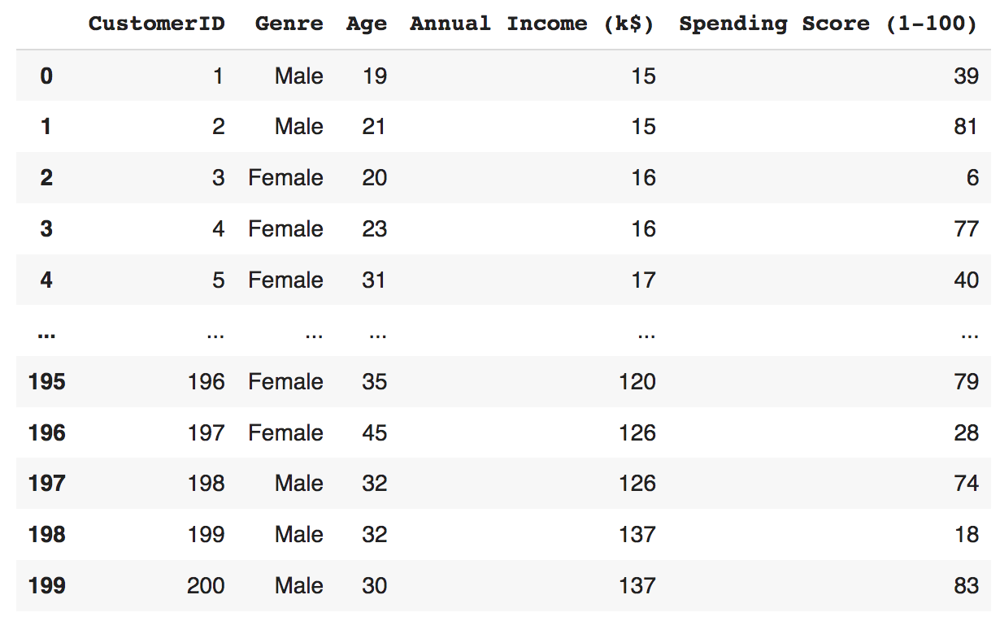 CustomerID Genre Age Annual Income (k$) Spending Score (1-100)
0 1 Male 19 15 39
1 2 Male 21 15 81
2 3 Female 20 16 6
3 4 Female 23 16 77
4 5 Female 31 17 40
... ... ... ... ... ...
195 196 Female 35 120 79
196 197 Female 45 126 28
197 198 Male 32 126 74
198 199 Male 32 137 18
199 200 Male 30 137 83